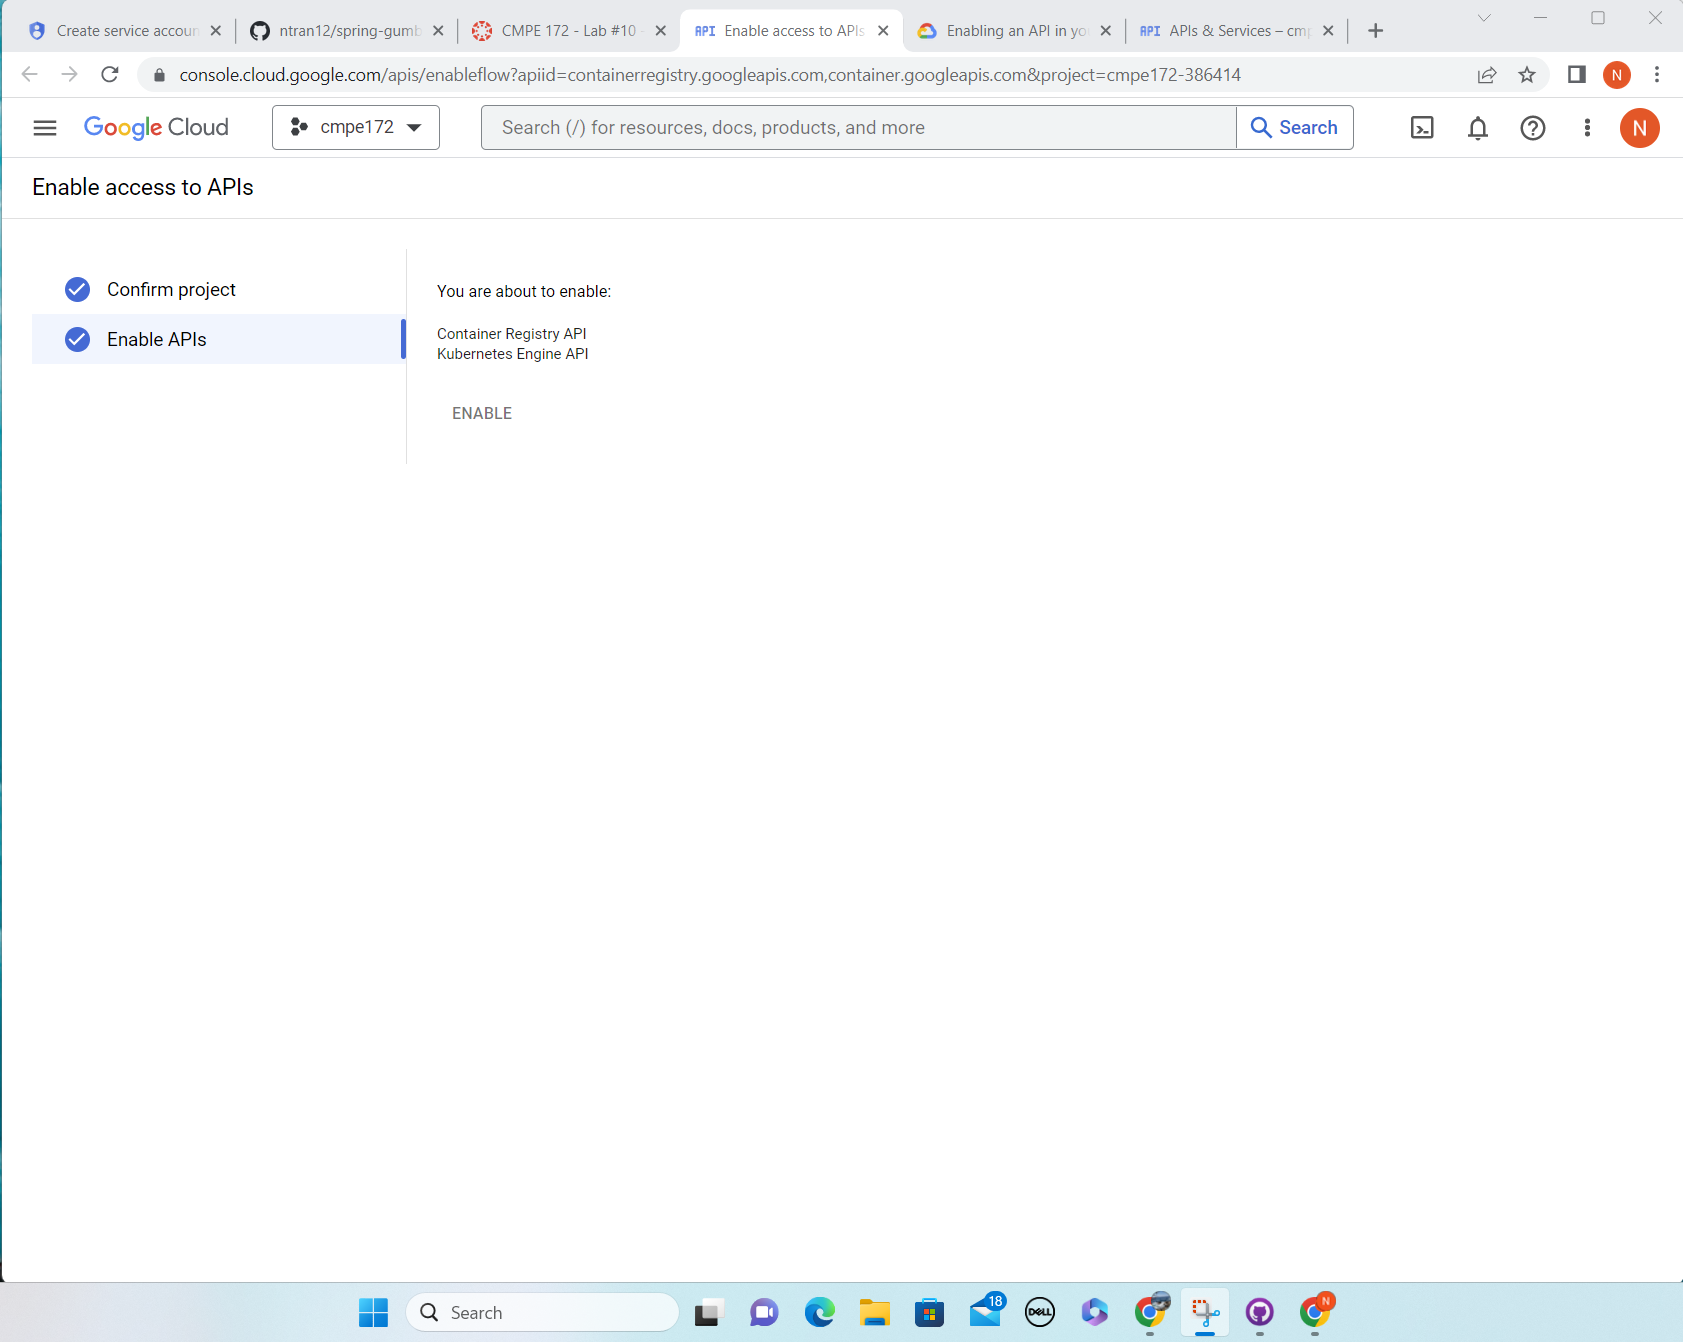 Create service accoun
ntran12/spring-gumb
CMPE 172 - Lab #10 -
API Enable access to APIs
Enabling an API in yo
API APIs & Services – cmp
console.cloud.google.com/apis/enableflow?apiid=containerregistry.googleapis.com,container.googleapis.com&project=cmpe172-386414
N
Google Cloud
cmpe172
Search (/) for resources, docs, products, and more
Search
N
Enable access to APIs
Confirm project
Enable APIs
You are about to enable:
Container Registry API
Kubernetes Engine API
ENABLE
Search
18
DELL
N